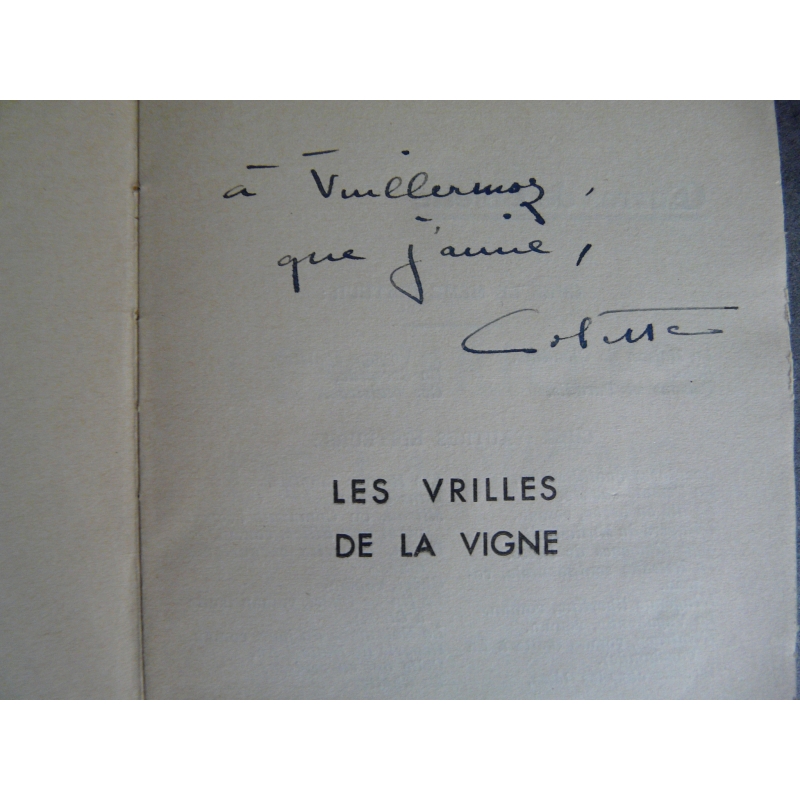 à Vuillermoz,
que j'aime,
Colette
LES VRILLES
DE LA VIGNE